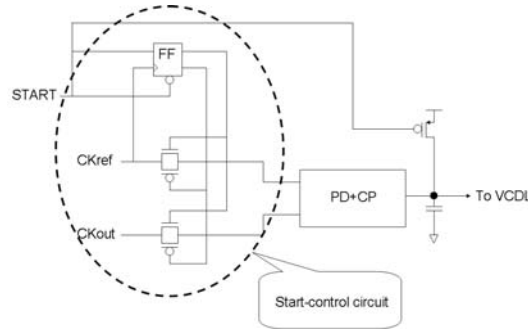 FF
START
CKref
PD+CP
To VCDL
CKout
Start-control circuit